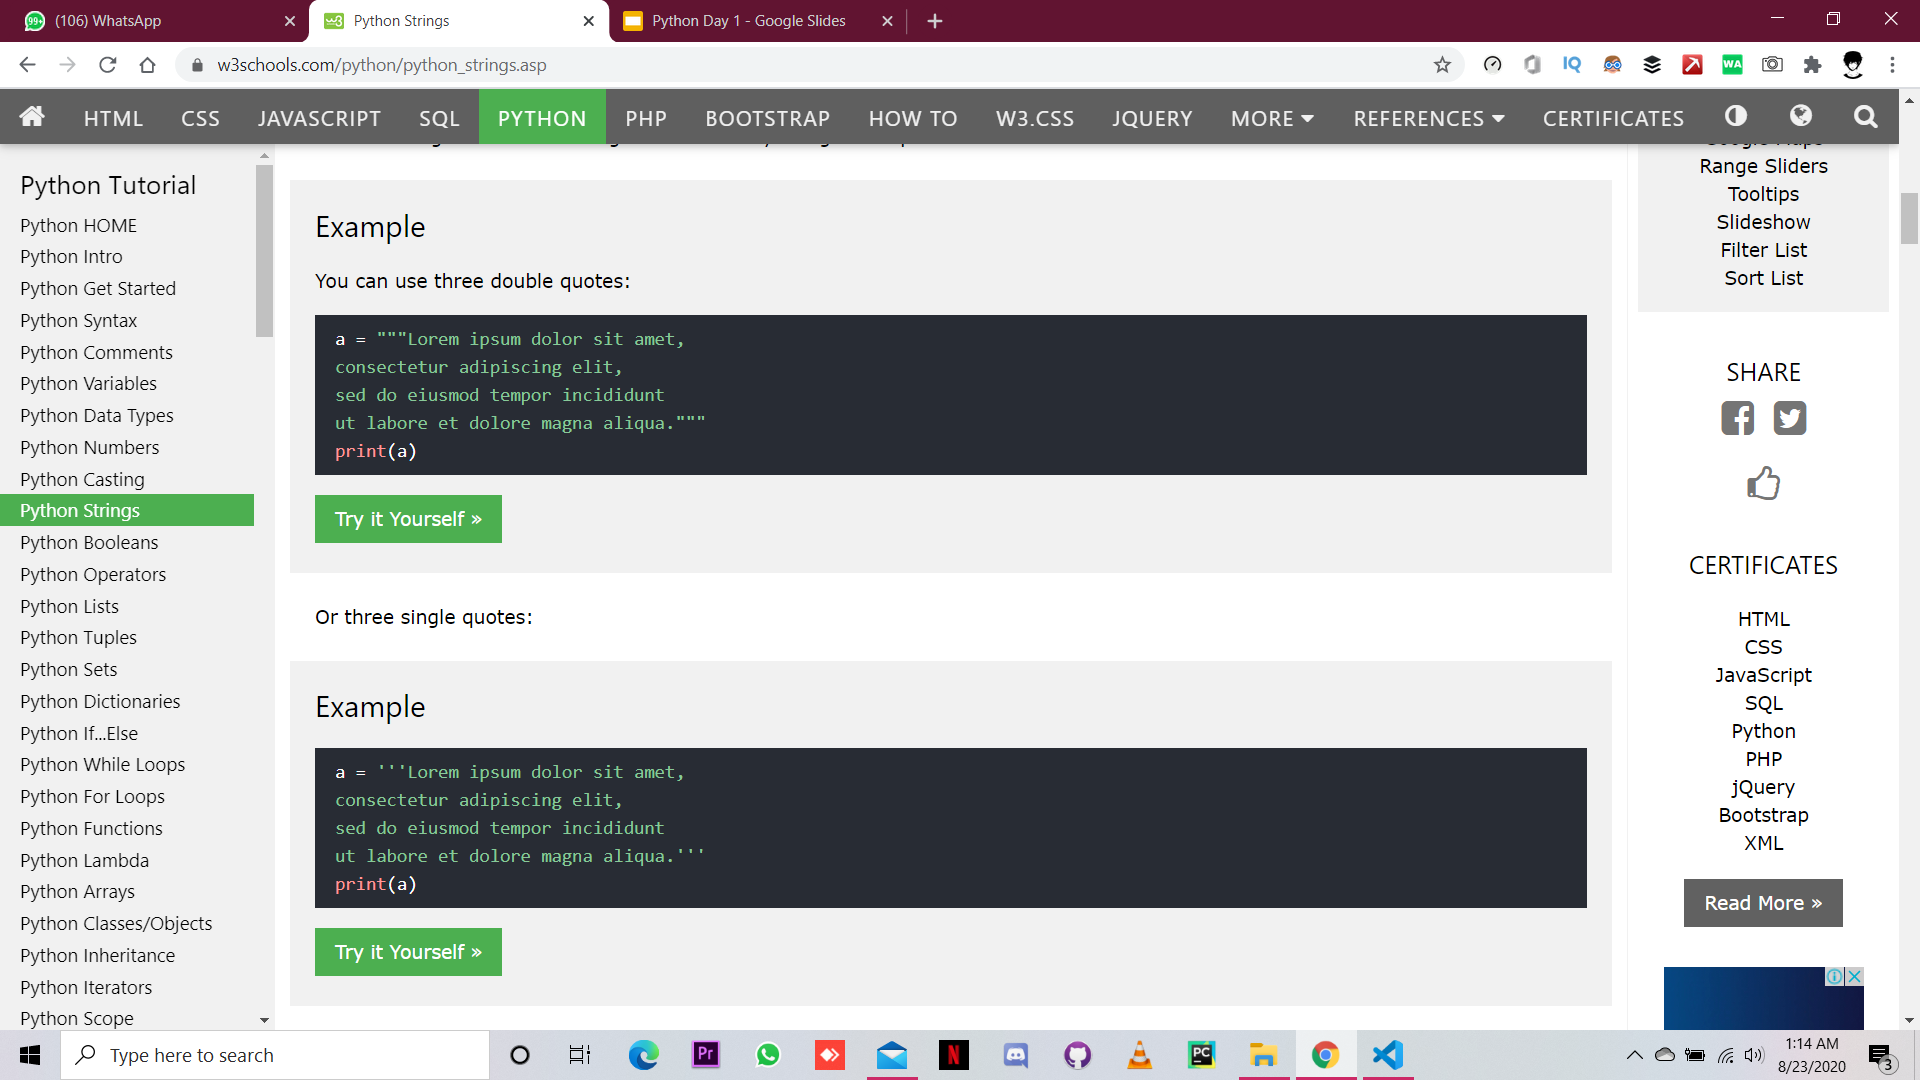 99+ (106) WhatsApp
Python Strings
Python Day 1 - Google Slides
w3schools.com/python/python_strings.asp
IQ
WA
HTML CSS JAVASCRIPT SQL PYTHON PHP BOOTSTRAP HOW TO W3.CSS JQUERY MORE REFERENCES CERTIFICATES
Python Tutorial
Python HOME
Python Intro
Python Get Started
Python Syntax
Python Comments
Python Variables
Python Data Types
Python Numbers
Python Casting
Python Strings
Python Booleans
Python Operators
Python Lists
Python Tuples
Python Sets
Python Dictionaries
Python If...Else
Python While Loops
Python For Loops
Python Functions
Python Lambda
Python Arrays
Python Classes/Objects
Python Inheritance
Python Iterators
Python Scope
Example
You can use three double quotes:
a = """Lorem ipsum dolor sit amet,
consectetur adipiscing elit,
sed do eiusmod tempor incididunt
ut labore et dolore magna aliqua."""
print(a)
Try it Yourself »
Or three single quotes:
Example
a = '''Lorem ipsum dolor sit amet,
consectetur adipiscing elit,
sed do eiusmod tempor incididunt
ut labore et dolore magna aliqua.'''
print(a)
Try it Yourself »
Google Maps
Range Sliders
Tooltips
Slideshow
Filter List
Sort List
SHARE
CERTIFICATES
HTML
CSS
JavaScript
SQL
Python
PHP
jQuery
Bootstrap
XML
Read More »
Type here to search
Pr
N
PC
1:14 AM
8/23/2020
3